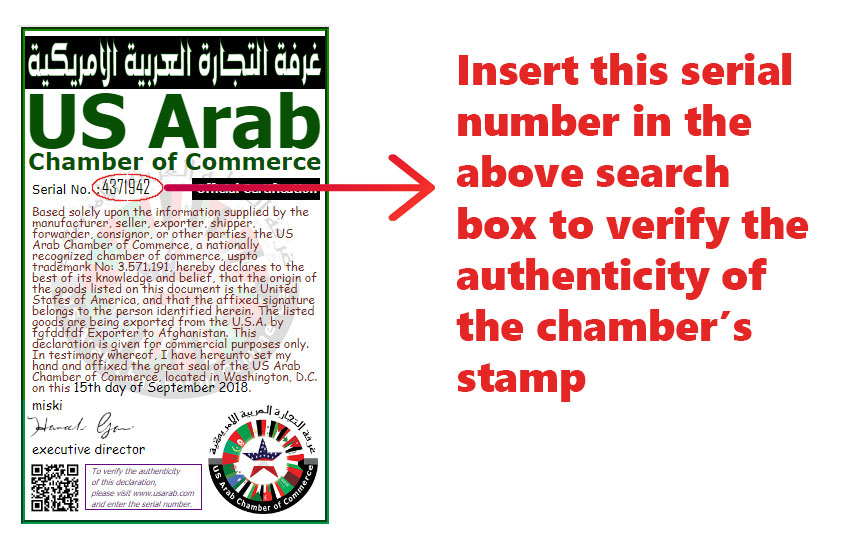 غرفة التجارة العربية الامريكية
US Arab
Chamber of Commerce
Serial No. :4371942
Official Certification
Based solely upon the information supplied by the
manufacturer, seller, exporter, shipper,
forwarder, consignor, or other parties, the US
Arab Chamber of Commerce, a nationally
recognized chamber of commerce, uspto
trademark No: 3.571.191, hereby declares to the
best of its knowledge and belief, that the origin of
the goods listed on this document is the United
States of America, and that the affixed signature
belongs to the person identified herein. The listed
goods are being exported from the U.S.A. by
fgfddfdf Exporter to Afghanistan. This
declaration is given for commercial purposes only.
In testimony whereof, I have hereunto set my
hand and affixed the great seal of the US Arab
Chamber of Commerce, located in Washington, D.C.
on this 15th day of September 2018.
miski
executive director
غرفة التجارة العربية الامريكية
US Arab Chamber of Commerce
To verify the authenticity
of this declaration,
please visit www.usarab.com
and enter the serial number.
Insert this serial
number in the
above search
box to verify the
authenticity of
the chamber´s
stamp